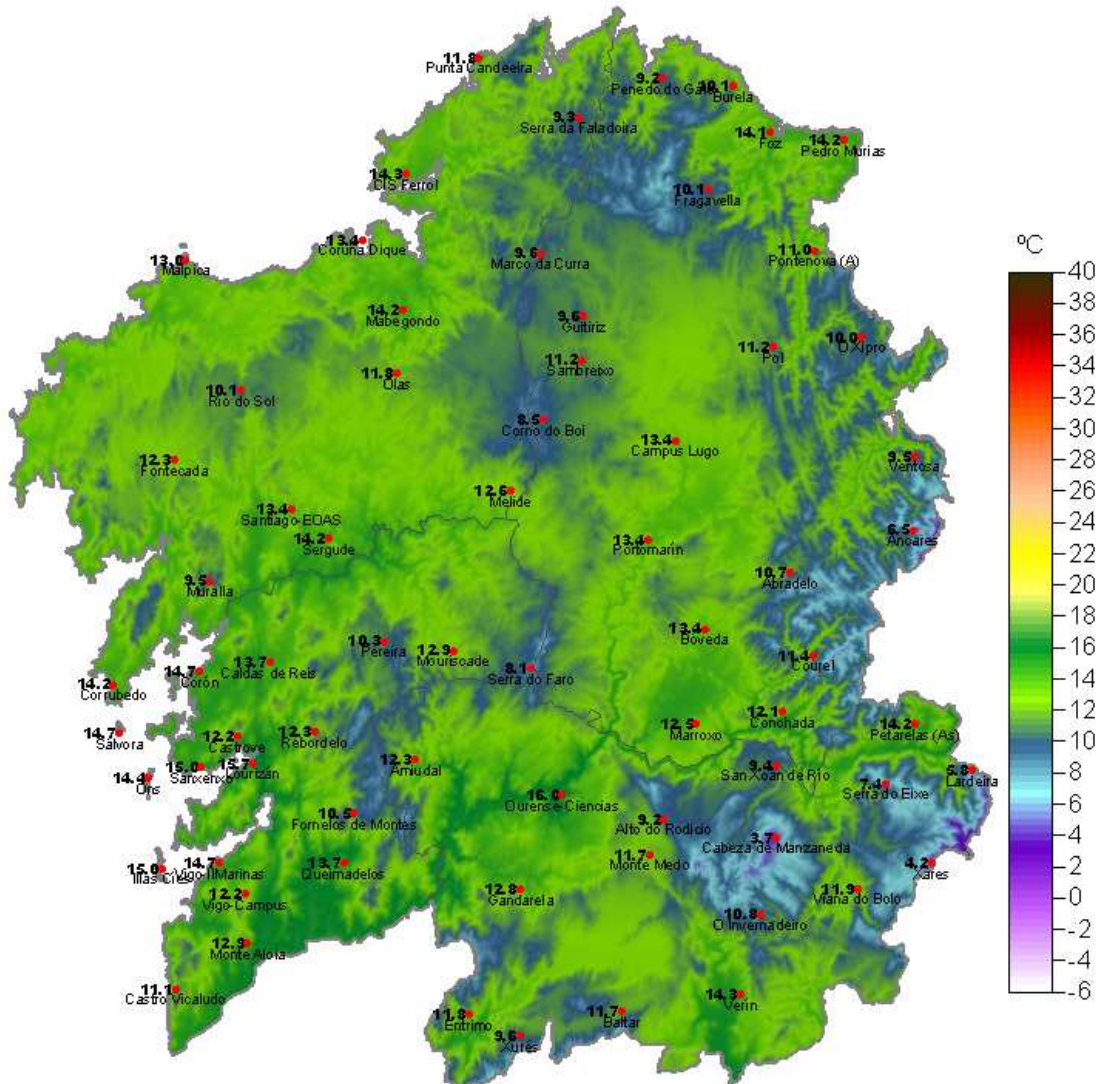 11.8
Punta Candeeira
9.2
Penedo do Galo
10.1
Burela
9.3
Serra da Faladoira
14.1
Foz
14.2
Pedro Murias
14.3
CIS Ferrol
10.1
Fragavella
13.4
Coruna Dique
13.0
Malpica
9.6
Marco da Curra
11.0
Pontenova (A)
14.2
Mabegondo
9.6
Guitiriz
11.2
Sambreixo
11.2
Pol
10.0
O Xipro
11.8
Olas
10.1
Rio do Sol
8.5
Corno do Boi
13.4
Campus Lugo
12.3
Fontecada
9.5
Ventosa
12.6
Melide
13.4
Santiago-EOAS
14.2
Sergude
13.4
Portomarín
6.5
Ancares
9.5
Muralla
10.7
Abradelo
10.3
Pereira
12.9
Mouriscade
13.4
Boveda
13.7
Caldas de Reis
14.7
Corón
8.1
Serra do Faro
11.4
Courel
14.2
Corrubedo
12.1
Conchada
14.7
Salvora
12.2
Castrove
12.3
Rebordelo
12.5
Marroxo
14.2
Petarelas (As)
15.0
Sanxenxo
15.7
Lourizán
12.3
Amiudal
9.4
San Xoan de Río
5.8
Lardeira
14.4
Ons
16.0
Ourense-Ciencias
7.4
Serra do Eixe
10.5
Fornelos de Montes
9.2
Alto do Rodicio
3.7
Cabeza de Manzaneda
15.0
Illas Cíes
14.7
Vigo-IIMarinas
13.7
Queimadelos
11.7
Monte Medo
4.2
Xares
12.2
Vigo-Campus
12.8
Gandarela
11.9
Viana do Bolo
10.8
O Invernadeiro
12.9
Monte Aloia
11.1
Castro Vicaludo
14.3
Verin
11.8
Entrimo
11.7
Baltar
9.6
Xurés
ºC
40
38
36
34
33
30
28
26
24
22
20
18
16
14
12
10
8
6
4
2
0
-2
-4
-6